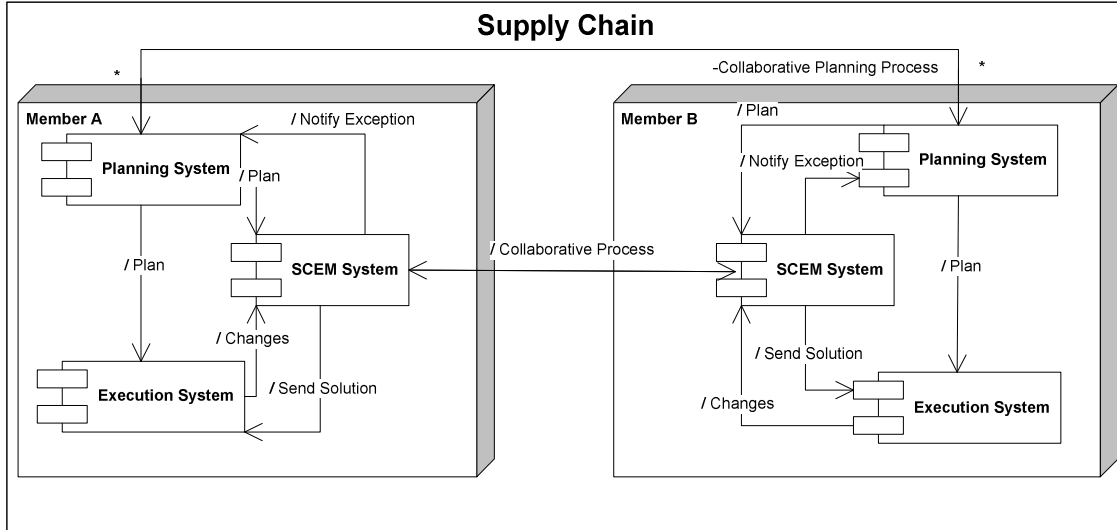 Supply Chain
*
-Collaborative Planning Process
*
Member A
/ Notify Exception
Planning System
/ Plan
/ Plan
SCEM System
/ Changes
/ Send Solution
Execution System
/ Collaborative Process
Member B
/ Plan
Planning System
/ Notify Exception
SCEM System
/ Plan
/ Send Solution
/ Changes
Execution System